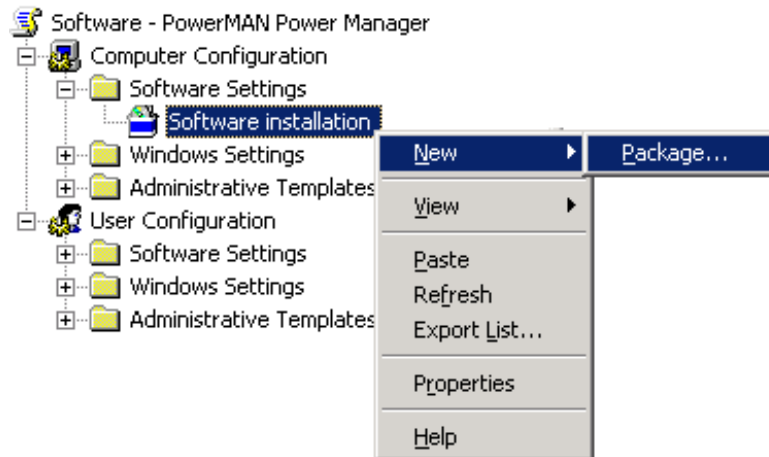 Software - PowerMAN Power Manager
Computer Configuration
Software Settings
Software installation
Windows Settings
Administrative Templates
User Configuration
Software Settings
Windows Settings
Administrative Templates
New
Package...
View
Paste
Refresh
Export List...
Properties
Help